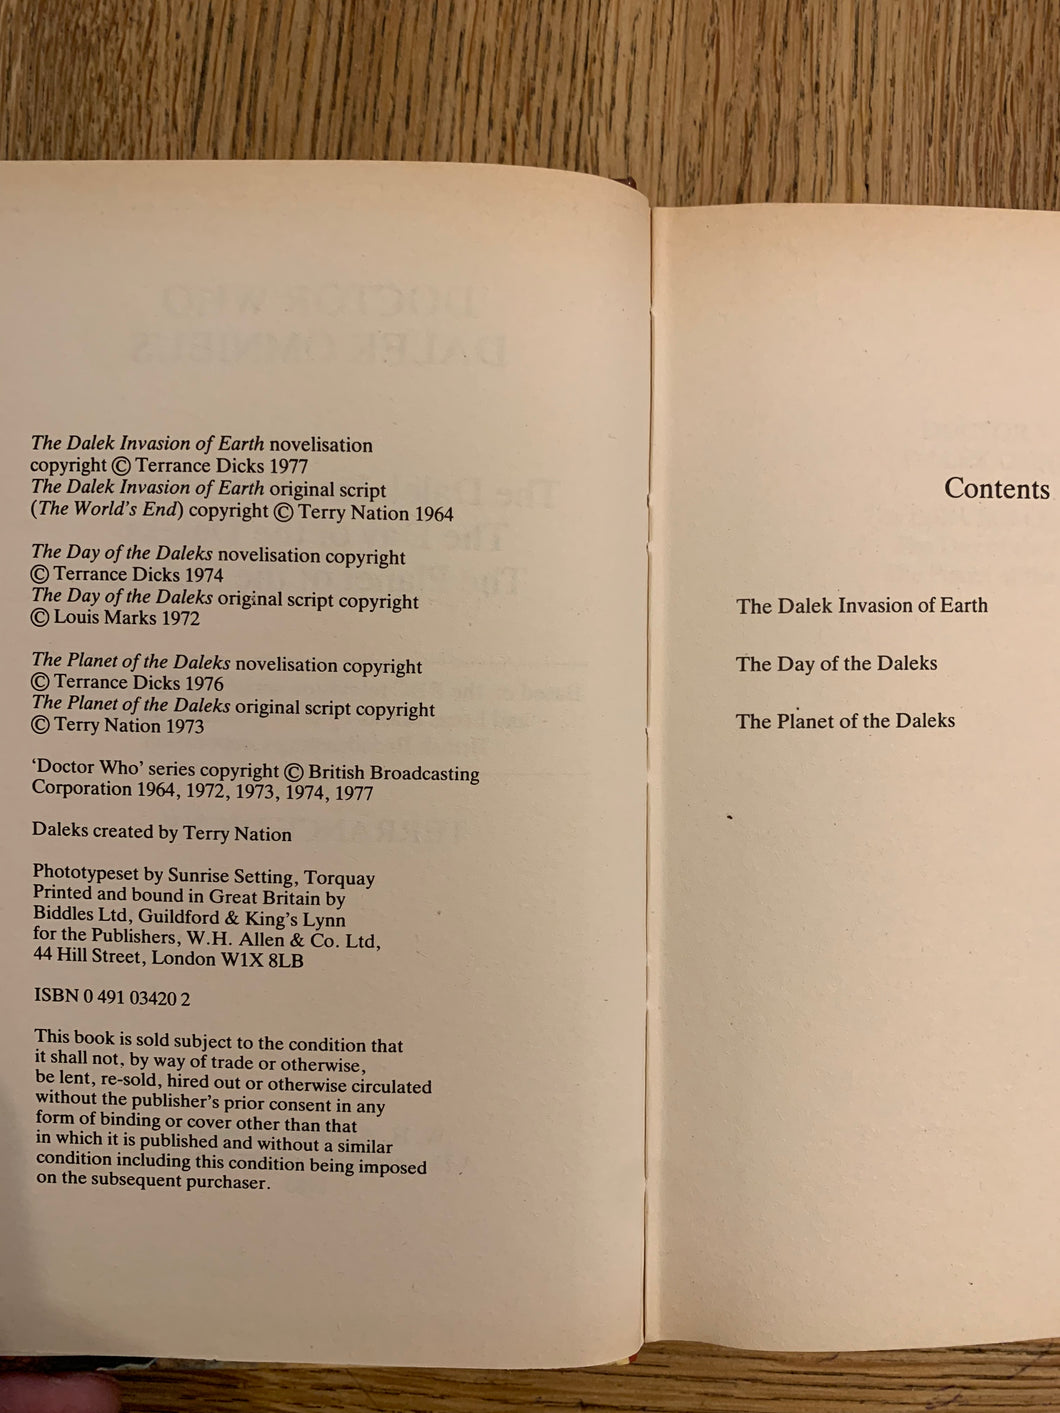 The Dalek Invasion of Earth novelisation
copyright © Terrance Dicks 1977
The Dalek Invasion of Earth original script
(The World's End) copyright © Terry Nation 1964
The Day of the Daleks novelisation copyright
© Terrance Dicks 1974
The Day of the Daleks original script copyright
© Louis Marks 1972
The Planet of the Daleks novelisation copyright
© Terrance Dicks 1976
The Planet of the Daleks original script copyright
© Terry Nation 1973
‘Doctor Who’ series copyright © British Broadcasting
Corporation 1964, 1972, 1973, 1974, 1977
Daleks created by Terry Nation
Phototypeset by Sunrise Setting, Torquay
Printed and bound in Great Britain by
Biddles Ltd, Guildford & King's Lynn
for the Publishers, W.H. Allen & Co. Ltd,
44 Hill Street, London W1X 8LB
ISBN 0 491 03420 2
This book is sold subject to the condition that
it shall not, by way of trade or otherwise,
be lent, re-sold, hired out or otherwise circulated
without the publisher's prior consent in any
form of binding or cover other than that
in which it is published and without a similar
condition including this condition being imposed
on the subsequent purchaser.
Contents
The Dalek Invasion of Earth
The Day of the Daleks
The Planet of the Daleks